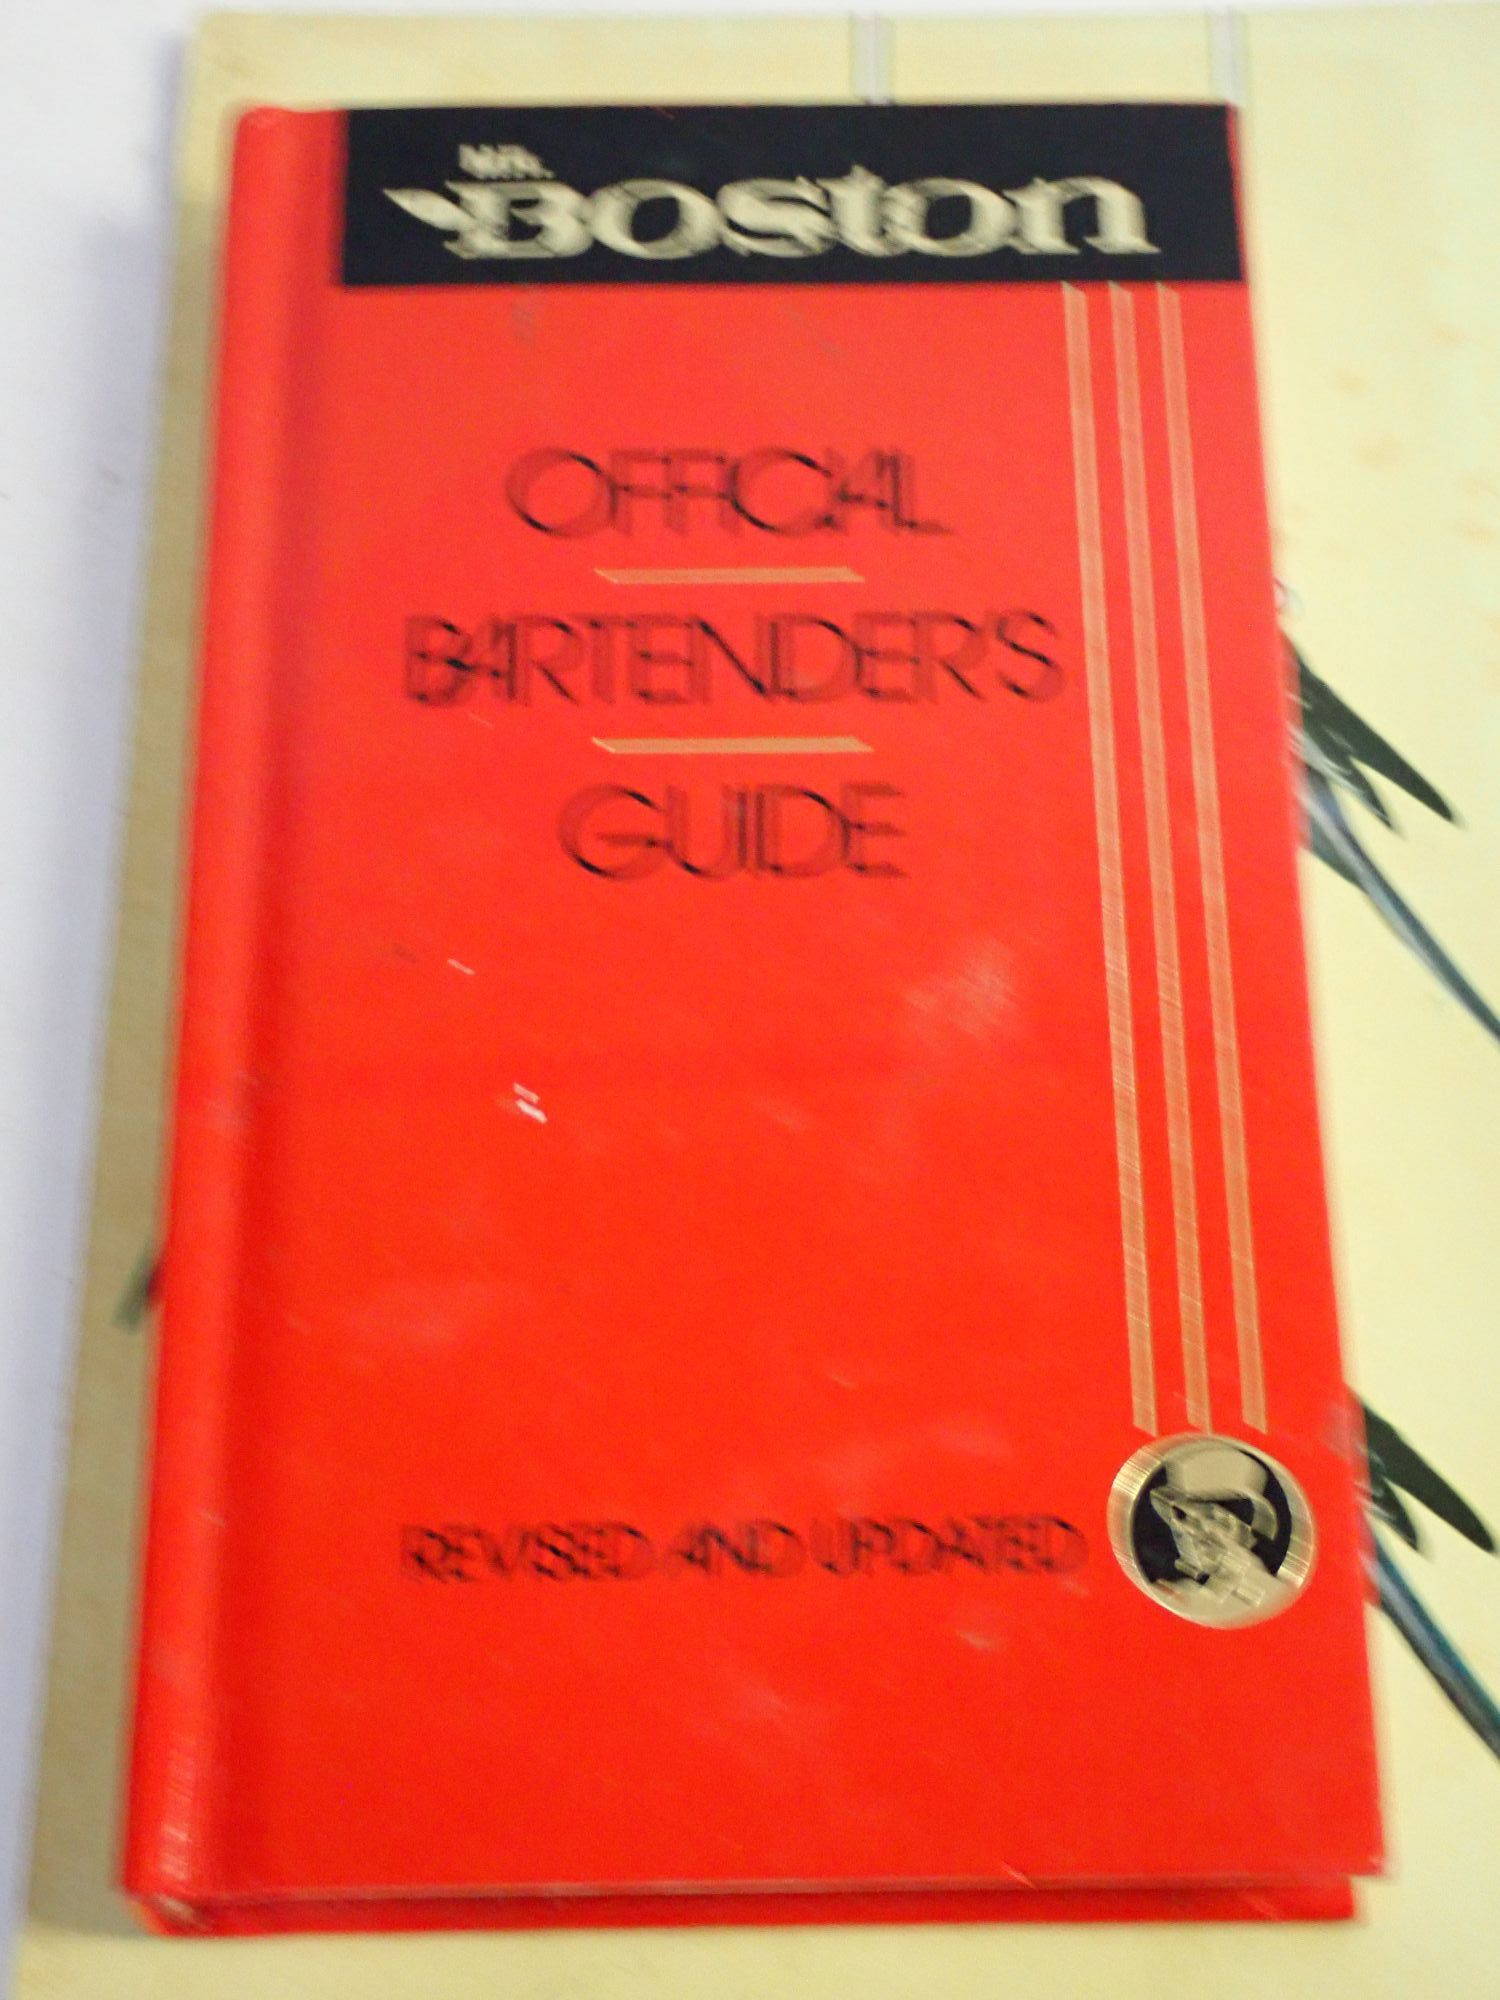 MR.
BOSTON
OFFICIAL
BARTENDER'S
GUIDE
REVISED AND UPDATED